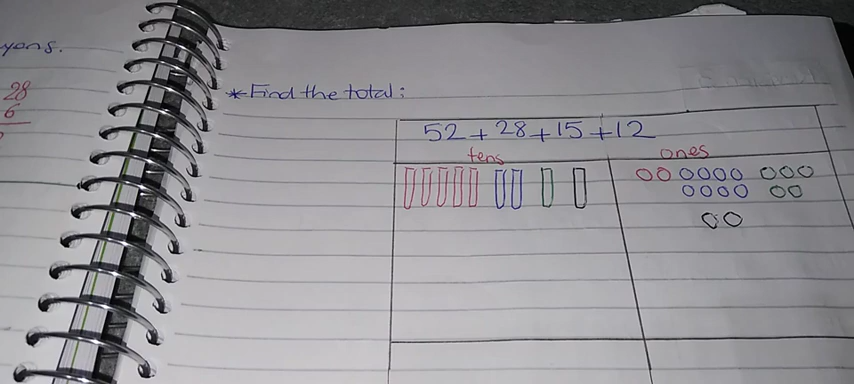 yons.
28
6
*Find the total:
52+28+15+12
tens ones